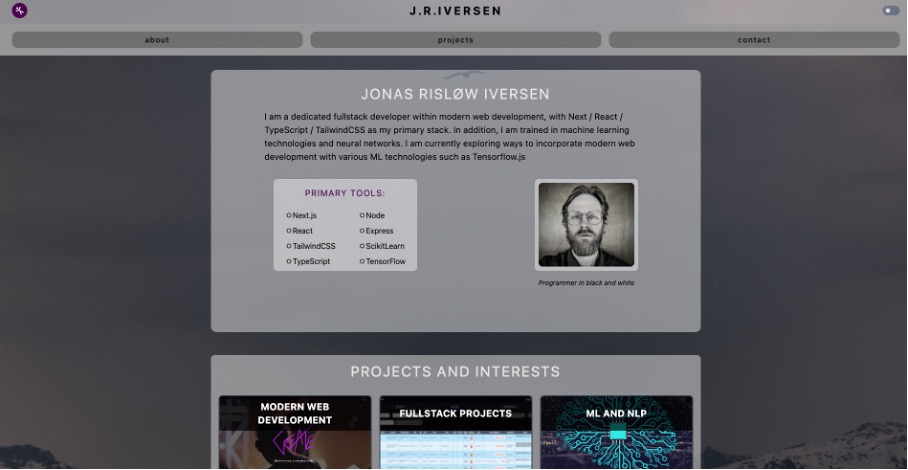 J.R.IVERSEN
about
projects
contact
JONAS RISLØW IVERSEN
I am a dedicated fullstack developer within modern web development, with Next / React /
TypeScript / TailwindCSS as my primary stack. In addition, I am trained in machine learning
technologies and neural networks. I am currently exploring ways to incorporate modern web
development with various ML technologies such as Tensorflow.js
PRIMARY TOOLS:
Next.js
Node
React
Express
TailwindCSS
ScikitLearn
TypeScript
TensorFlow
Programmer in black and white
PROJECTS AND INTERESTS
MODERN WEB
DEVELOPMENT
FULLSTACK PROJECTS
ML AND NLP
CREATE